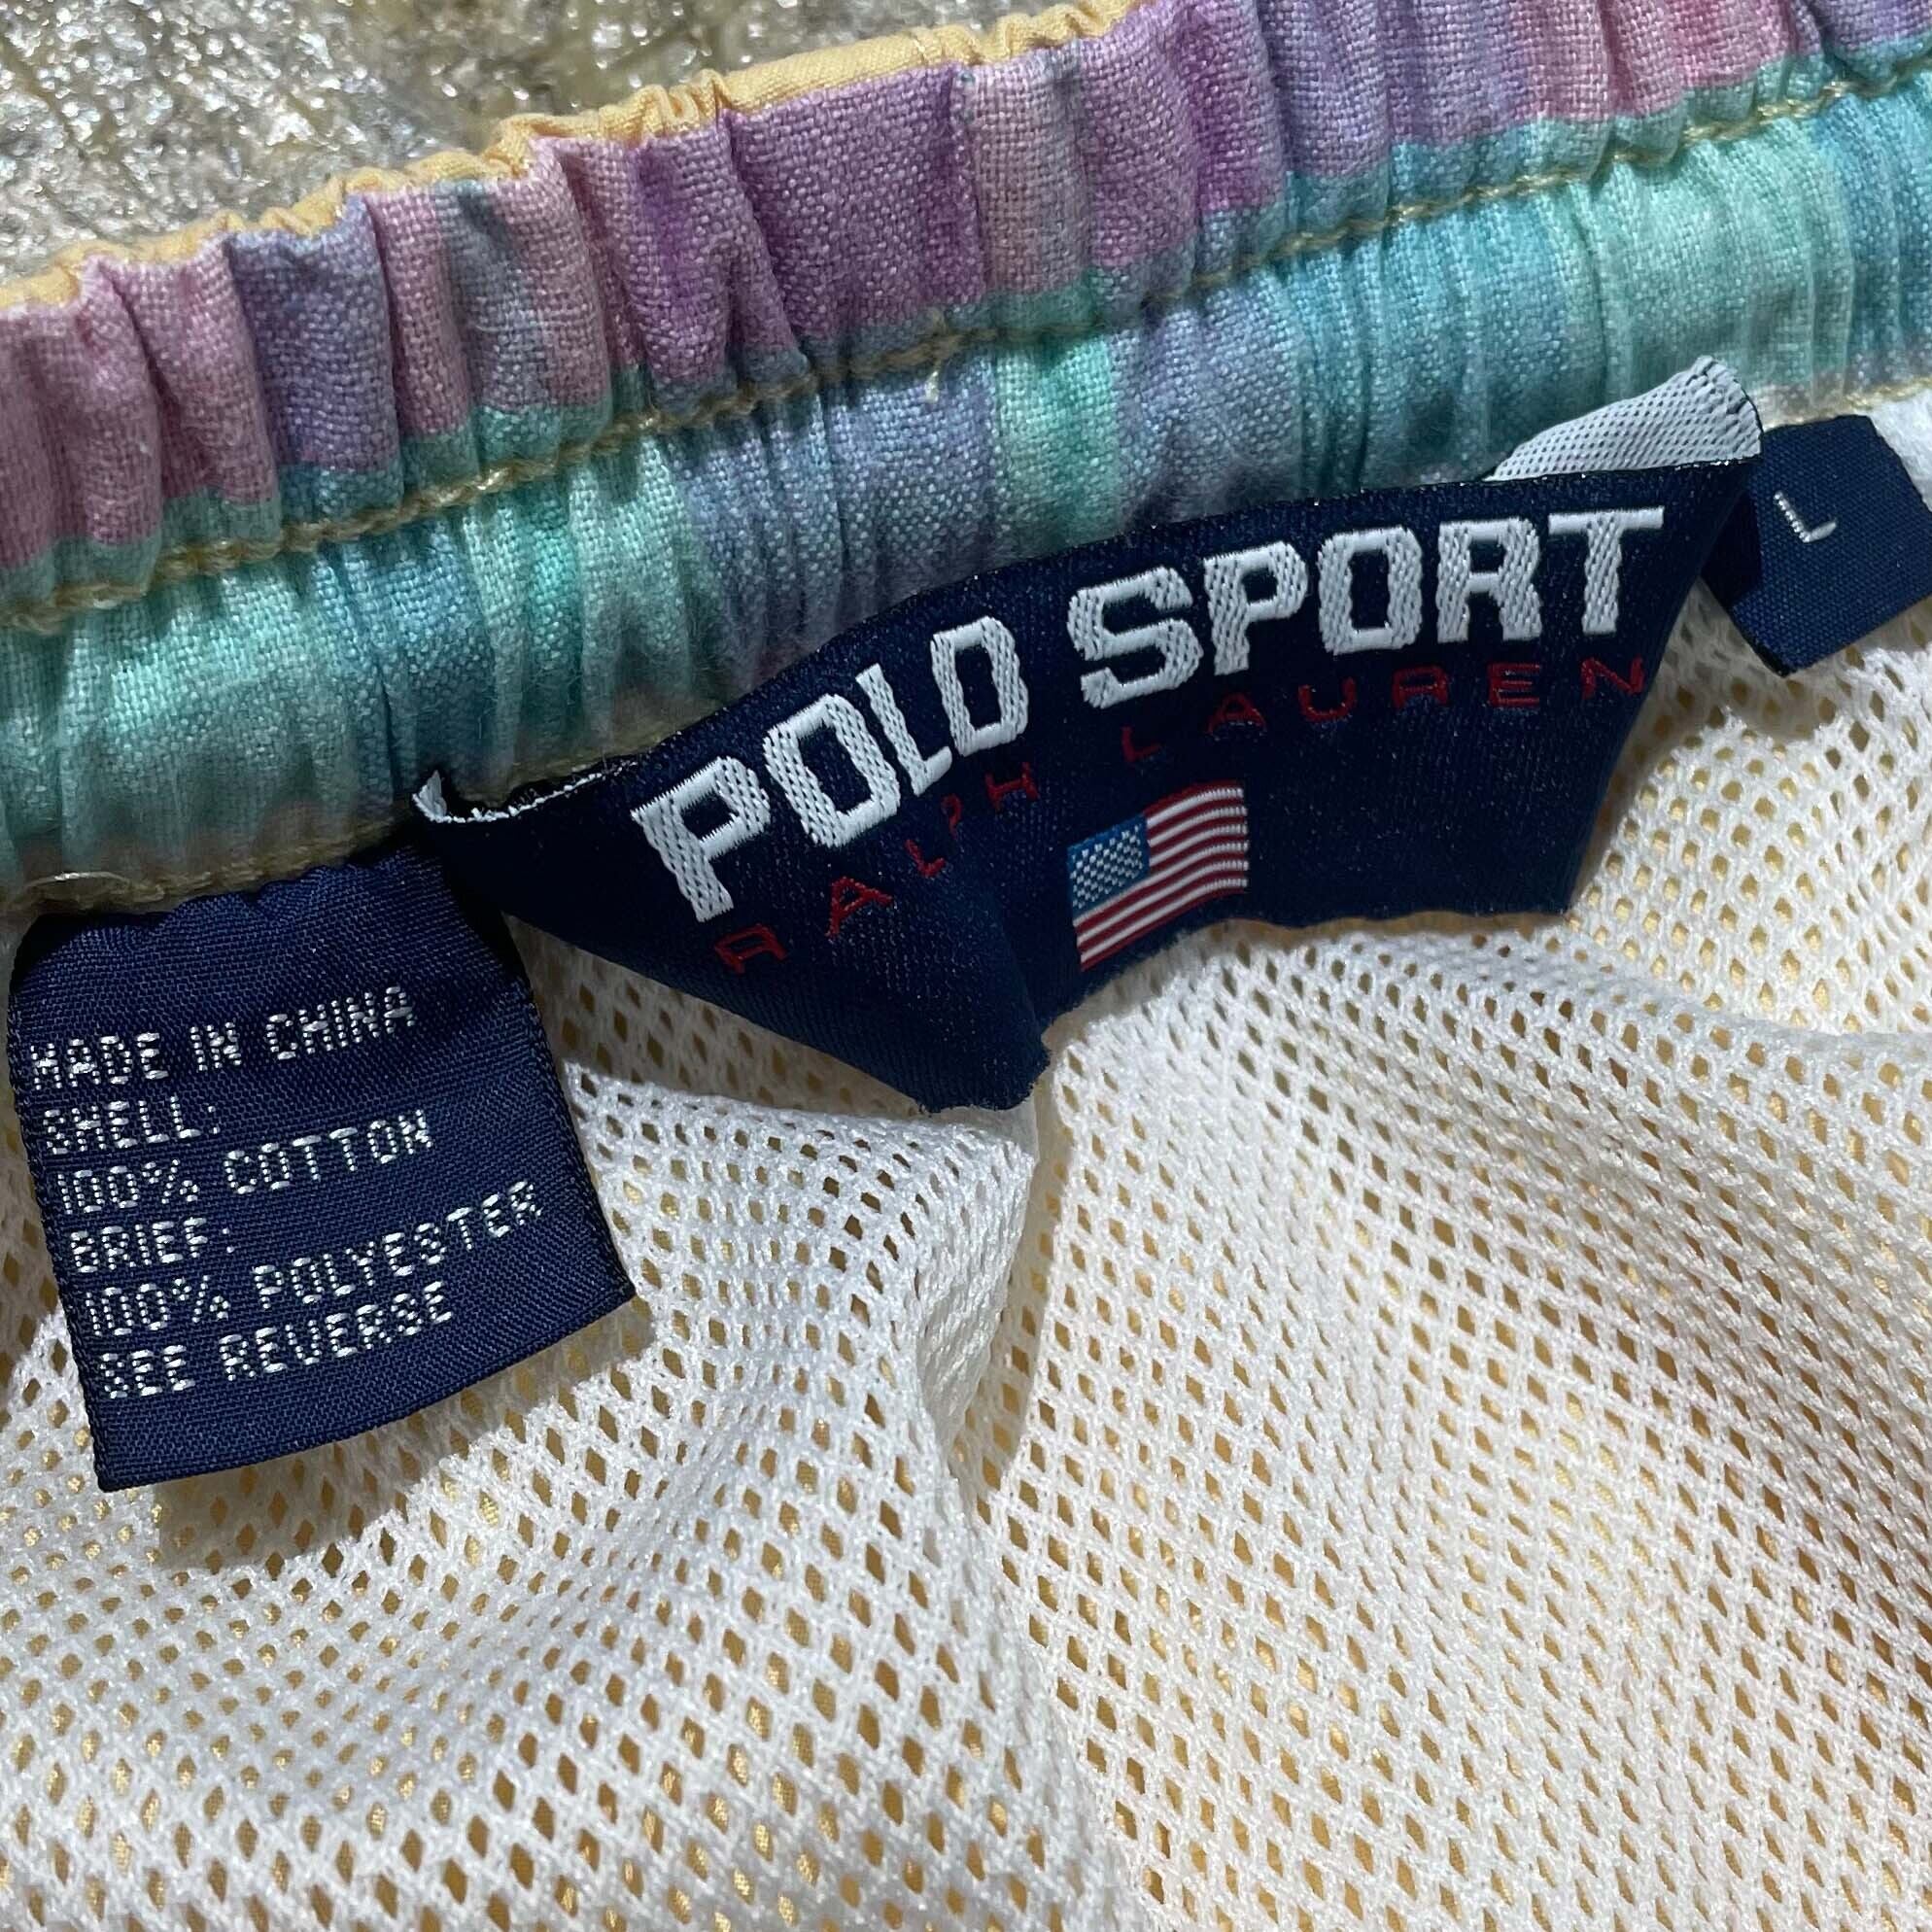 POLO SPORT
RALPH LAUREN
L
MADE IN CHINA
SHELL:
100% COTTON
BRIEF:
100% POLYESTER
SEE REVERSE